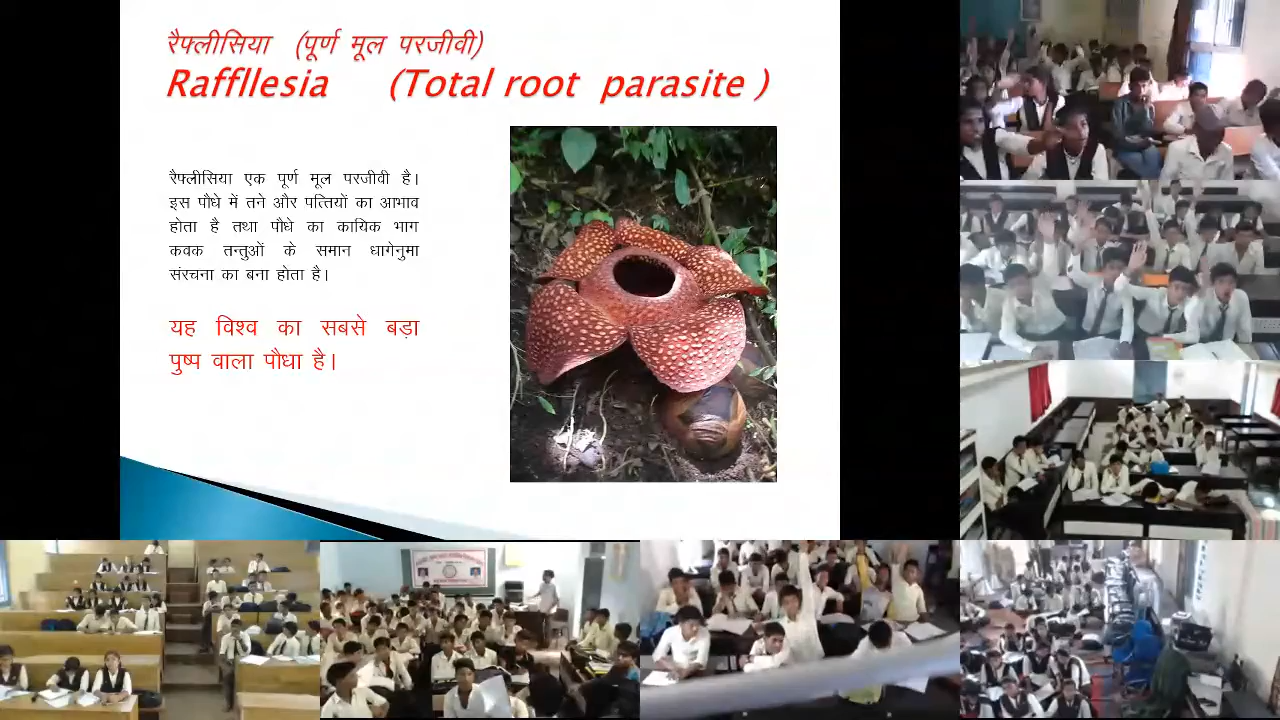 रैफ्लीसिया (पूर्ण मूल परजीवी)
Raffllesia (Total root parasite )
रैफ्लीसिया एक पूर्ण मूल परजीवी है।
इस पौधे में तने और पत्तियों का आभाव
होता है तथा पौधे का कायिक भाग
कवक तन्तुओं के समान धागेनुमा
संरचना का बना होता है।
यह विश्व का सबसे बड़ा
पुष्प वाला पौधा है।